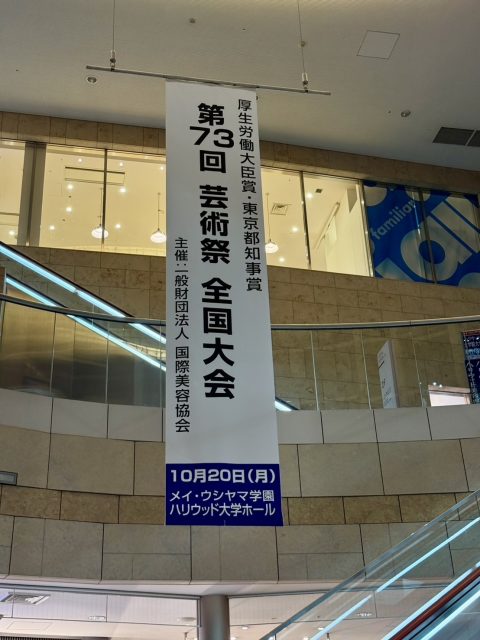 厚生労働大臣賞・東京都知事賞
第73回 芸術祭 全国大会
主催:一般財団法人 国際美容協会
10月20日(月)
メイ・ウシヤマ学園
ハリウッド大学ホール
familiar